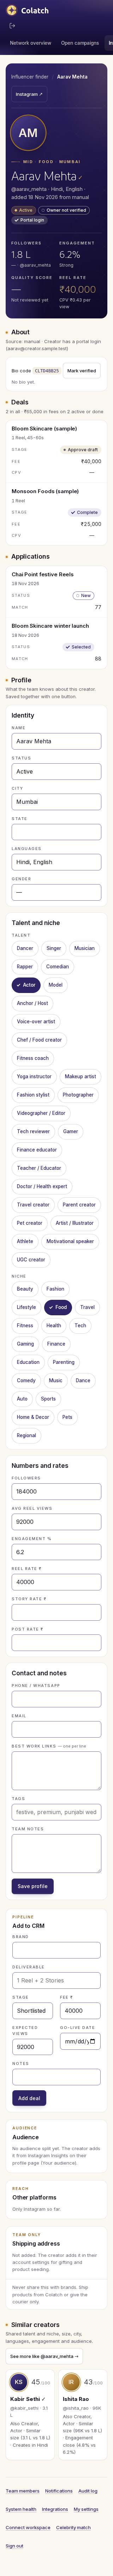 Colatch
Network overview Open campaigns In
Influencer finder / Aarav Mehta
Instagram ↗
AM
MID · FOOD · MUMBAI
Aarav Mehta ✓
@aarav_mehta · Hindi, English ·
added 18 Nov 2026 from manual
Active Owner not verified
✓ Portal login
FOLLOWERS ENGAGEMENT
1.8 L 6.2%
— · @aarav_mehta Strong
QUALITY SCORE REEL RATE
— ₹40,000
Not reviewed yet CPV ₹0.43 per
view
About
Source: manual · Creator has a portal login
(aarav@creator.sample.test)
Bio code Mark verified
No bio yet.
Deals
2 in all · ₹65,000 in fees on 2 active or done
Bloom Skincare (sample)
1 Reel, 45–60s
STAGE Approve draft
FEE ₹40,000
CPV —
Monsoon Foods (sample)
1 Reel
STAGE ✓ Complete
FEE ₹25,000
CPV —
Applications
Chai Point festive Reels
18 Nov 2026
STATUS New
MATCH 77
Bloom Skincare winter launch
18 Nov 2026
STATUS ✓ Selected
MATCH 88
Profile
What the team knows about this creator.
Saved together with one button.
Identity
NAME
Aarav Mehta
STATUS
Active
CITY
Mumbai
STATE
LANGUAGES
Hindi, English
GENDER
—
Talent and niche
TALENT
Dancer Singer Musician
Rapper Comedian
✓ Actor Model
Anchor / Host
Voice-over artist
Chef / Food creator
Fitness coach
Yoga instructor Makeup artist
Fashion stylist Photographer
Videographer / Editor
Tech reviewer Gamer
Finance educator
Teacher / Educator
Doctor / Health expert
Travel creator Parent creator
Pet creator Artist / Illustrator
Athlete Motivational speaker
UGC creator
NICHE
Beauty Fashion
Lifestyle ✓ Food Travel
Fitness Health Tech
Gaming Finance
Education Parenting
Comedy Music Dance
Auto Sports
Home & Decor Pets
Regional
Numbers and rates
FOLLOWERS
184000
AVG REEL VIEWS
92000
ENGAGEMENT %
6.2
REEL RATE ₹
40000
STORY RATE ₹
POST RATE ₹
Contact and notes
PHONE / WHATSAPP
EMAIL
BEST WORK LINKS — one per line
TAGS
festive, premium, punjabi wedd
TEAM NOTES
Save profile
PIPELINE
Add to CRM
BRAND
DELIVERABLE
1 Reel + 2 Stories
STAGE FEE ₹
Shortlisted 40000
EXPECTED GO-LIVE DATE
VIEWS
92000 mm/dd/yyyy
NOTES
Add deal
AUDIENCE
Audience
No audience split yet. The creator adds
it from Instagram insights on their
profile page (Your audience).
REACH
Other platforms
Only Instagram so far.
TEAM ONLY
Shipping address
Not added. The creator adds it in their
account settings for gifting and
product seeding.
Never share this with brands. Ship
products from Colatch or have the
creator courier only.
Similar creators
Shared talent and niche, size, city,
languages, engagement and audience.
See more like @aarav_mehta →
KS 45/100 IR 43/100
Kabir Sethi ✓ Ishita Rao
@kabir_sethi · 3.1 @ishita_rao · 96K
L Also Creator,
Also Creator, Actor · Similar
Actor · Similar size (96K vs 1.8 L)
size (3.1 L vs 1.8 L) · Engagement
· Creates in Hindi close (4.8% vs
6.2%)
Team members Notifications Audit log
System health Integrations My settings
Connect workspace Celebrity match
Sign out